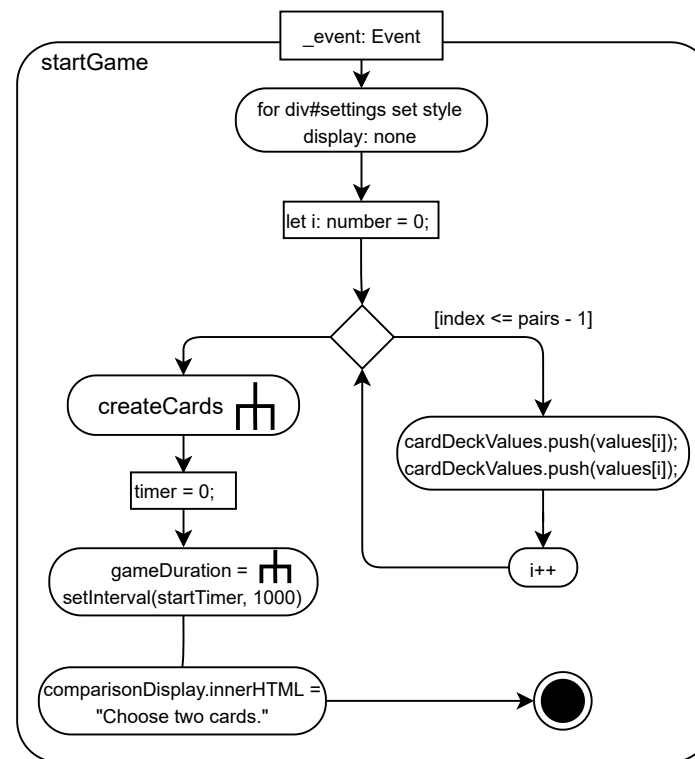 _event: Event
startGame
for div#settings set style
display: none
let i: number = 0;
[index <= pairs - 1]
createCards
cardDeckValues.push(values[i]);
cardDeckValues.push(values[i]);
timer = 0;
gameDuration =
setInterval(startTimer, 1000)
i++
comparisonDisplay.innerHTML =
"Choose two cards."